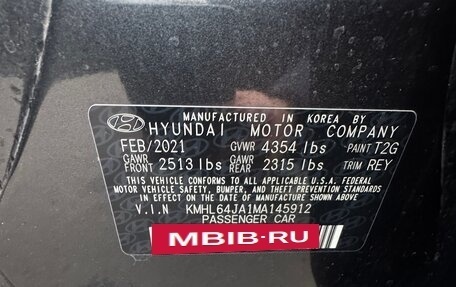 MANUFACTURED IN KOREA BY
HYUNDAI MOTOR COMPANY
FEB/2021 GVWR 4354 lbs PAINT T2G
GAWR FR 2513 lbs GAWR RR 2315 lbs TRIM REY
THIS VEHICLE CONFORMS TO ALL APPLICABLE U.S.A. FEDERAL
MOTOR VEHICLE SAFETY, BUMPER, AND THEFT PREVENTION STANDARDS
IN EFFECT ON THE DATE OF MANUFACTURE SHOWN ABOVE.
V.I.N KMHL64JA1MA145912
PASSENGER CAR
MBIB-RU